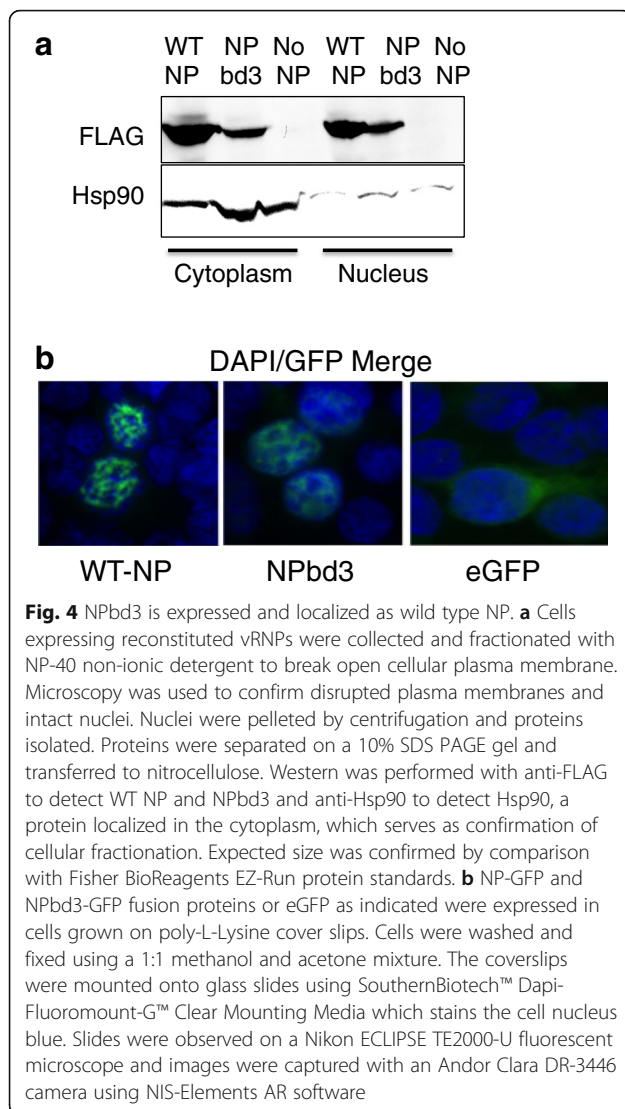 a
WT NP No
NP bd3 NP
WT NP No
NP bd3 NP
FLAG
Hsp90
Cytoplasm Nucleus
b
DAPI/GFP Merge
WT-NP NPbd3 eGFP
Fig. 4 NPbd3 is expressed and localized as wild type NP. a Cells
expressing reconstituted vRNPs were collected and fractionated with
NP-40 non-ionic detergent to break open cellular plasma membrane.
Microscopy was used to confirm disrupted plasma membranes and
intact nuclei. Nuclei were pelleted by centrifugation and proteins
isolated. Proteins were separated on a 10% SDS PAGE gel and
transferred to nitrocellulose. Western was performed with anti-FLAG
to detect WT NP and NPbd3 and anti-Hsp90 to detect Hsp90, a
protein localized in the cytoplasm, which serves as confirmation of
cellular fractionation. Expected size was confirmed by comparison
with Fisher BioReagents EZ-Run protein standards. b NP-GFP and
NPbd3-GFP fusion proteins or eGFP as indicated were expressed in
cells grown on poly-L-Lysine cover slips. Cells were washed and
fixed using a 1:1 methanol and acetone mixture. The coverslips
were mounted onto glass slides using SouthernBiotech™ Dapi-
Fluoromount-G™ Clear Mounting Media which stains the cell nucleus
blue. Slides were observed on a Nikon ECLIPSE TE2000-U fluorescent
microscope and images were captured with an Andor Clara DR-3446
camera using NIS-Elements AR software